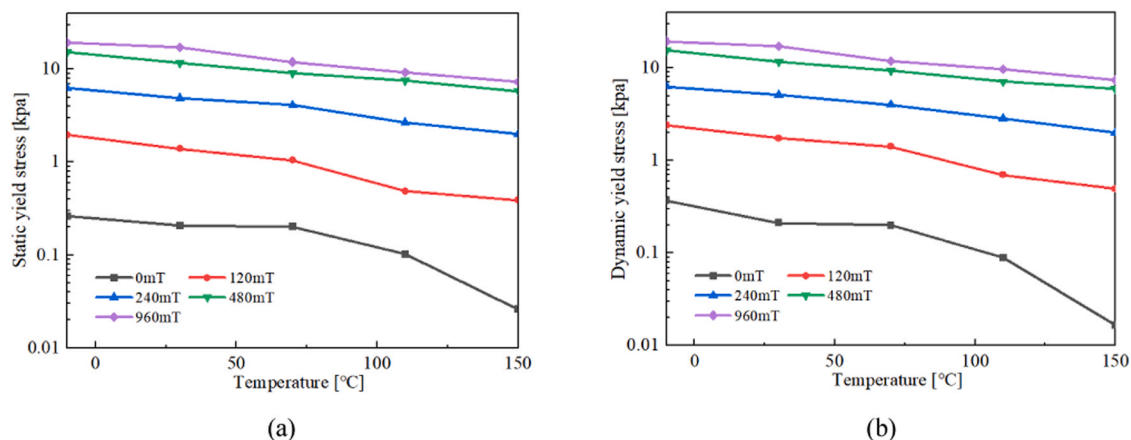 Static yield stress [kpa]
10
1
0.1
0.01
0mT
120mT
240mT
480mT
960mT
0
50
100
150
Temperature [℃]
(a)
Dynamic yield stress [kpa]
10
1
0.1
0.01
0mT
120mT
240mT
480mT
960mT
0
50
100
150
Temperature [℃]
(b)